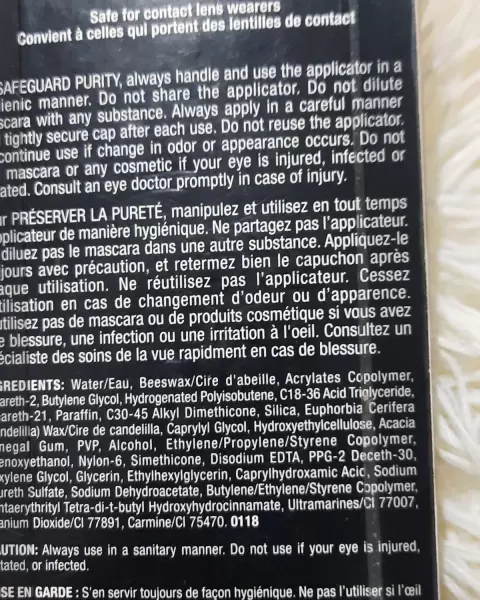 Safe for contact lens wearers
Convient à celles qui portent des lentilles de contact
SAFEGUARD PURITY, always handle and use the applicator in a
ienic manner. Do not share the applicator. Do not dilute
scara with any substance. Always apply in a careful manner
tightly secure cap after each use. Do not reuse the applicator.
continue use if change in odor or appearance occurs. Do not
mascara or any cosmetic if your eye is injured, infected or
ated. Consult an eye doctor promptly in case of injury.
ur PRÉSERVER LA PURETÉ, manipulez et utilisez en tout temps
pplicateur de manière hygiénique. Ne partagez pas l'applicateur.
diluez pas le mascara dans une autre substance. Appliquez-le
jours avec précaution, et retermez bien le capuchon après
aque utilisation. Ne réutilisez pas l'applicateur. Cessez
tilisation en cas de changement d'odeur ou d'apparence.
utilisez pas de mascara ou de produits cosmétique si vous avez
e blessure, une infection ou une irritation à l'oeil. Consultez un
écialiste des soins de la vue rapidment en cas de blessure.
GREDIENTS: Water/Eau, Beeswax/Cire d'abeille, Acrylates Copolymer,
areth-2, Butylene Glycol, Hydrogenated Polyisobutene, C18-36 Acid Triglyceride,
areth-21, Paraffin, C30-45 Alkyl Dimethicone, Silica, Euphorbia Cerifera
ndelilla) Wax/Cire de candelilla, Caprylyl Glycol, Hydroxyethylcellulose, Acacia
negal Gum, PVP, Alcohol, Ethylene/Propylene/Styrene Copolymer,
enoxyethanol, Nylon-6, Simethicone, Disodium EDTA, PPG-2 Deceth-30,
xylene Glycol, Glycerin, Ethylhexylglycerin, Caprylhydroxamic Acid, Sodium
ureth Sulfate, Sodium Dehydroacetate, Butylene/Ethylene/Styrene Copolymer,
ntaerythrityl Tetra-di-t-butyl Hydroxyhydrocinnamate, Ultramarines/CI 77007,
anium Dioxide/CI 77891, Carmine/CI 75470. 0118
UTION: Always use in a sanitary manner. Do not use if your eye is injured,
itated, or infected.
SE EN GARDE : S'en servir toujours de façon hygiénique. Ne pas l'utiliser si l'œil